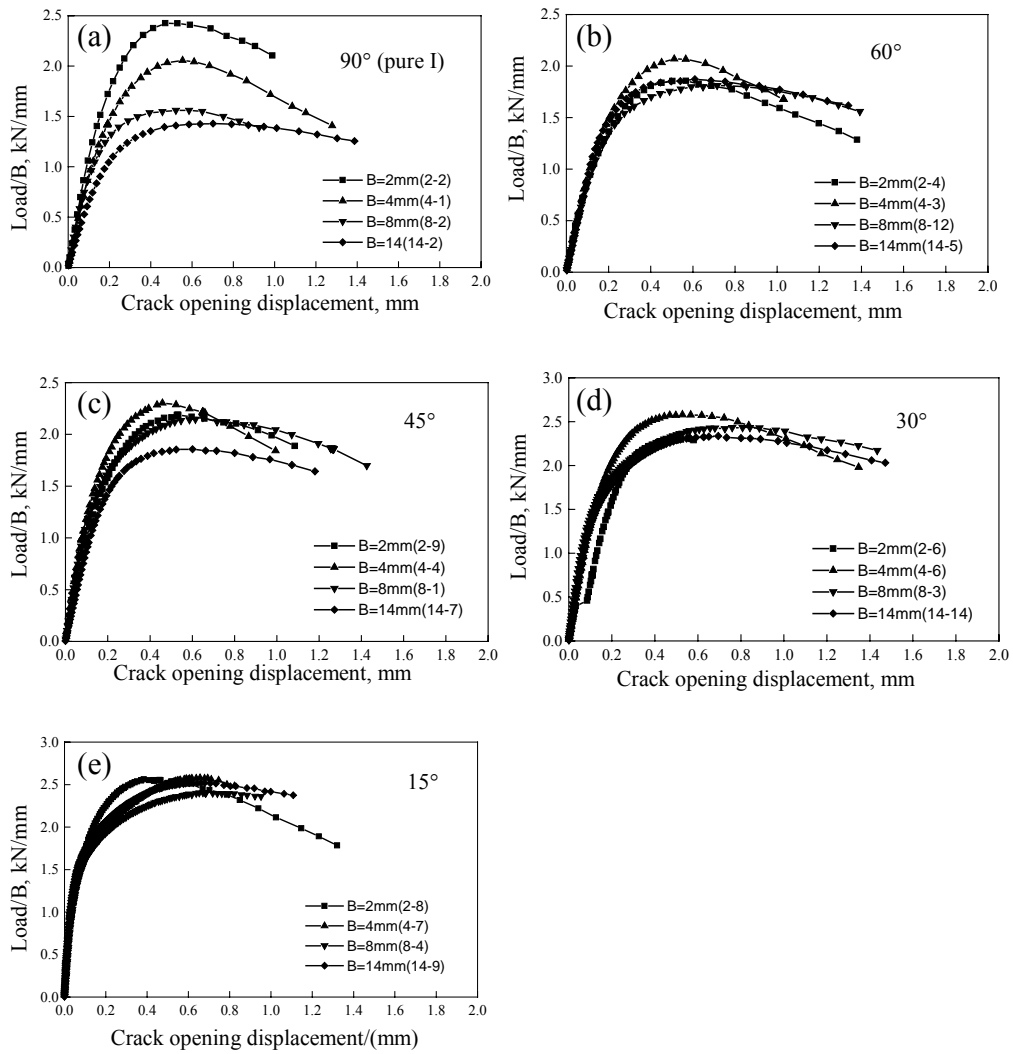 (a)
90° (pure I)
Load/B, kN/mm
2.5
2.0
1.5
1.0
0.5
0.0
B=2mm(2-2)
B=4mm(4-1)
B=8mm(8-2)
B=14(14-2)
0.0 0.2 0.4 0.6 0.8 1.0 1.2 1.4 1.6 1.8 2.0
Crack opening displacement, mm
(b)
60°
Load/B, kN/mm
2.5
2.0
1.5
1.0
0.5
0.0
B=2mm(2-4)
B=4mm(4-3)
B=8mm(8-12)
B=14mm(14-5)
0.0 0.2 0.4 0.6 0.8 1.0 1.2 1.4 1.6 1.8 2.0
Crack opening displacement, mm
(c)
45°
Load/B, kN/mm
2.5
2.0
1.5
1.0
0.5
0.0
B=2mm(2-9)
B=4mm(4-4)
B=8mm(8-1)
B=14mm(14-7)
0.0 0.2 0.4 0.6 0.8 1.0 1.2 1.4 1.6 1.8 2.0
Crack opening displacement, mm
(d)
30°
Load/B, kN/mm
3.0
2.5
2.0
1.5
1.0
0.5
0.0
B=2mm(2-6)
B=4mm(4-6)
B=8mm(8-3)
B=14mm(14-14)
0.0 0.2 0.4 0.6 0.8 1.0 1.2 1.4 1.6 1.8 2.0
Crack opening displacement, mm
(e)
15°
Load/B, kN/mm
3.0
2.5
2.0
1.5
1.0
0.5
0.0
B=2mm(2-8)
B=4mm(4-7)
B=8mm(8-4)
B=14mm(14-9)
0.0 0.2 0.4 0.6 0.8 1.0 1.2 1.4 1.6 1.8 2.0
Crack opening displacement/(mm)